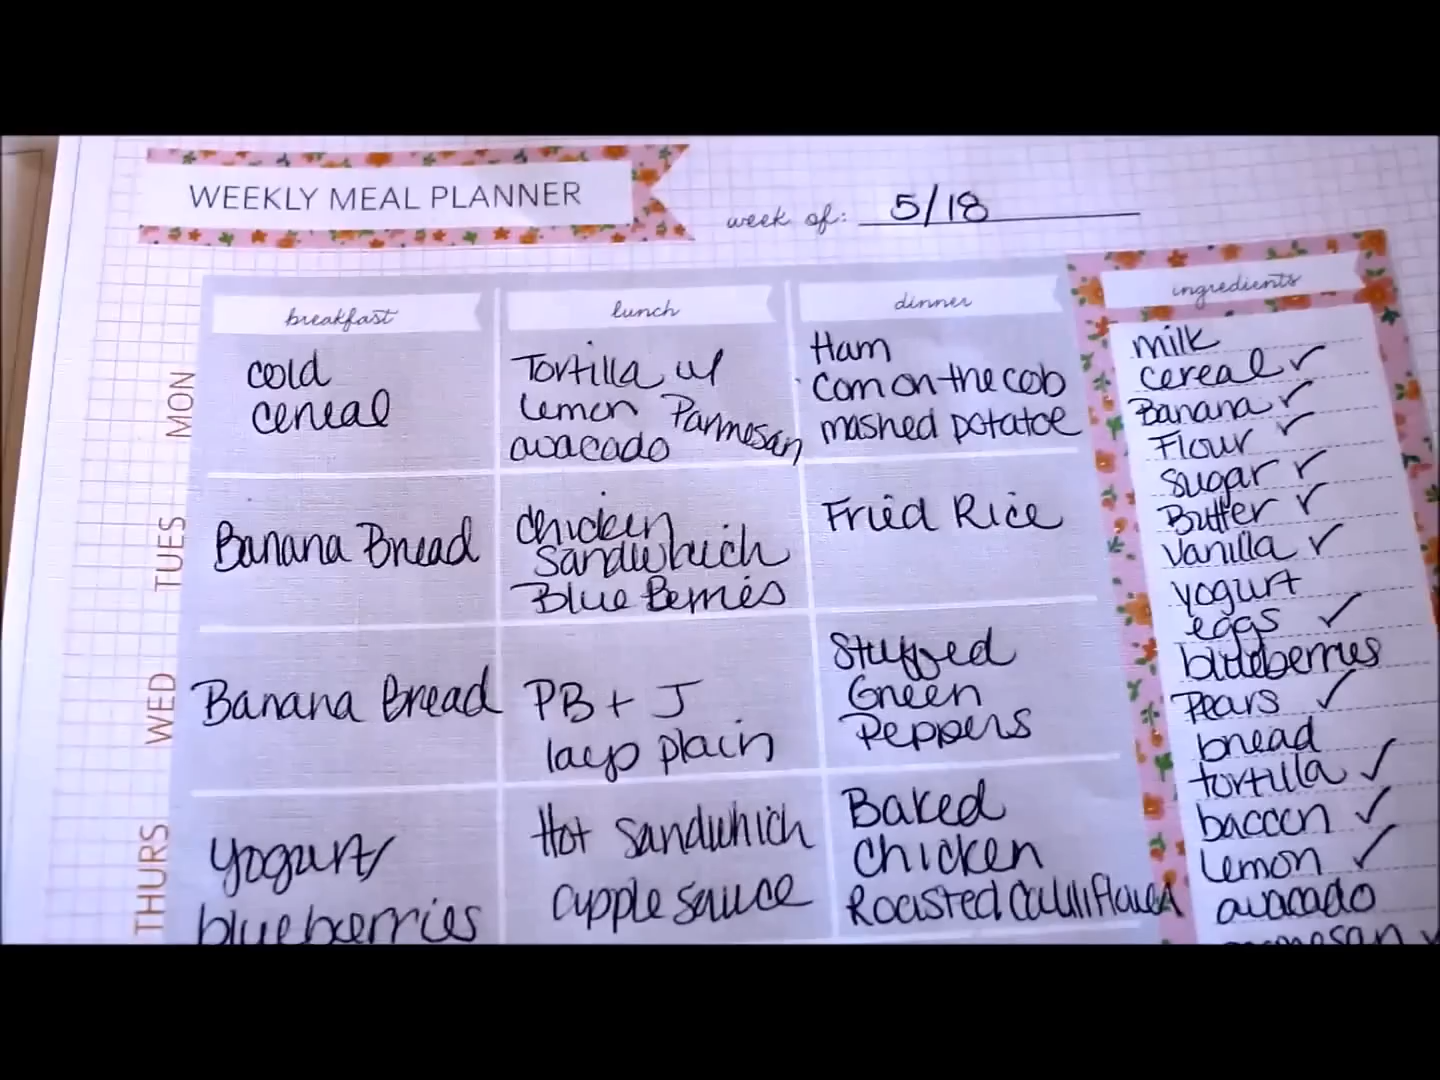 WEEKLY MEAL PLANNER
week of: 5/18
breakfast
lunch
dinner
ingredients
MON
cold
cereal
Tortilla w/
lemon Parmesan
avacado
Ham
Corn on the cob
mashed potatoe
TUES
Banana Bread
chicken
sandwhich
Blue Berries
Fried Rice
WED
Banana Bread
PB + J
lays plain
Stuffed
Green
Peppers
THURS
Yogurt/
blueberries
Hot sandwhich
apple sauce
Baked
Chicken
Roasted Cauliflower
milk
cereal ✓
Banana ✓
Flour ✓
sugar ✓
Butter ✓
vanilla ✓
yogurt
eggs ✓
blueberries
Pears ✓
bread
tortilla ✓
bacon ✓
lemon ✓
avacado
parmesan ✓